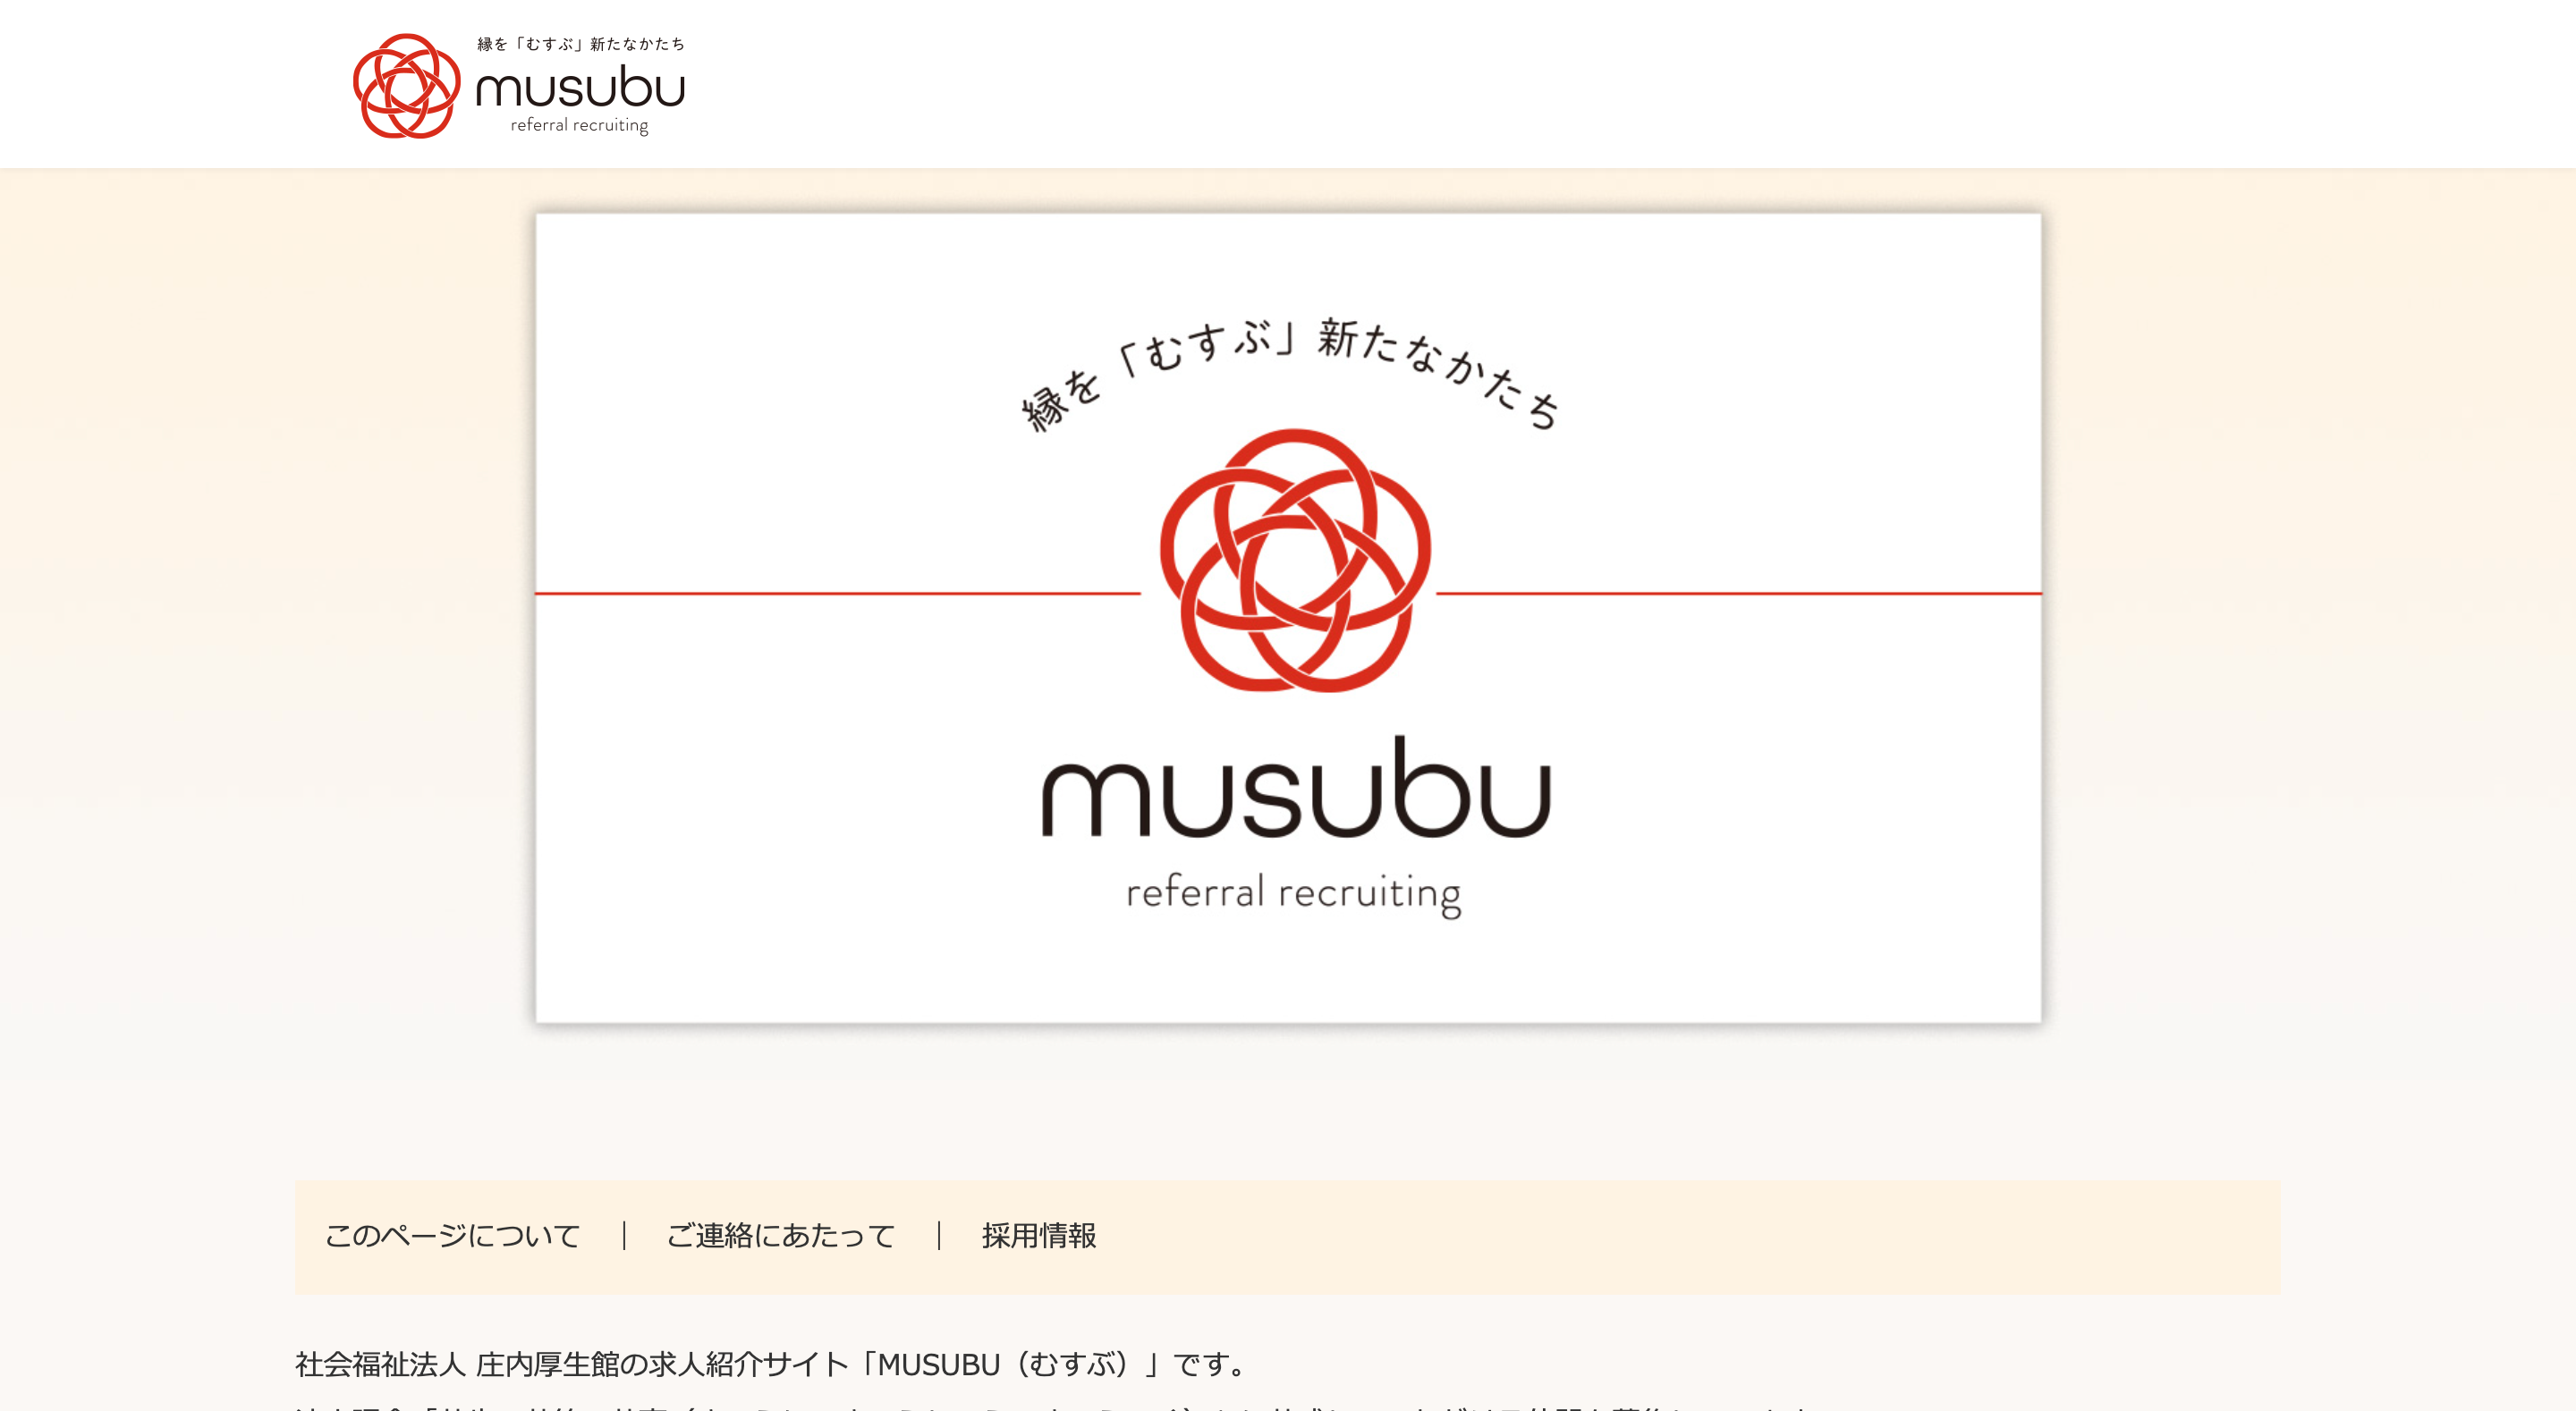 縁を「むすぶ」新たなかたち
musubu
referral recruiting
縁を「むすぶ」新たなかたち
musubu
referral recruiting
このページについて ｜ ご連絡にあたって ｜ 採用情報
社会福祉法人 庄内厚生館の求人紹介サイト「MUSUBU（むすぶ）」です。